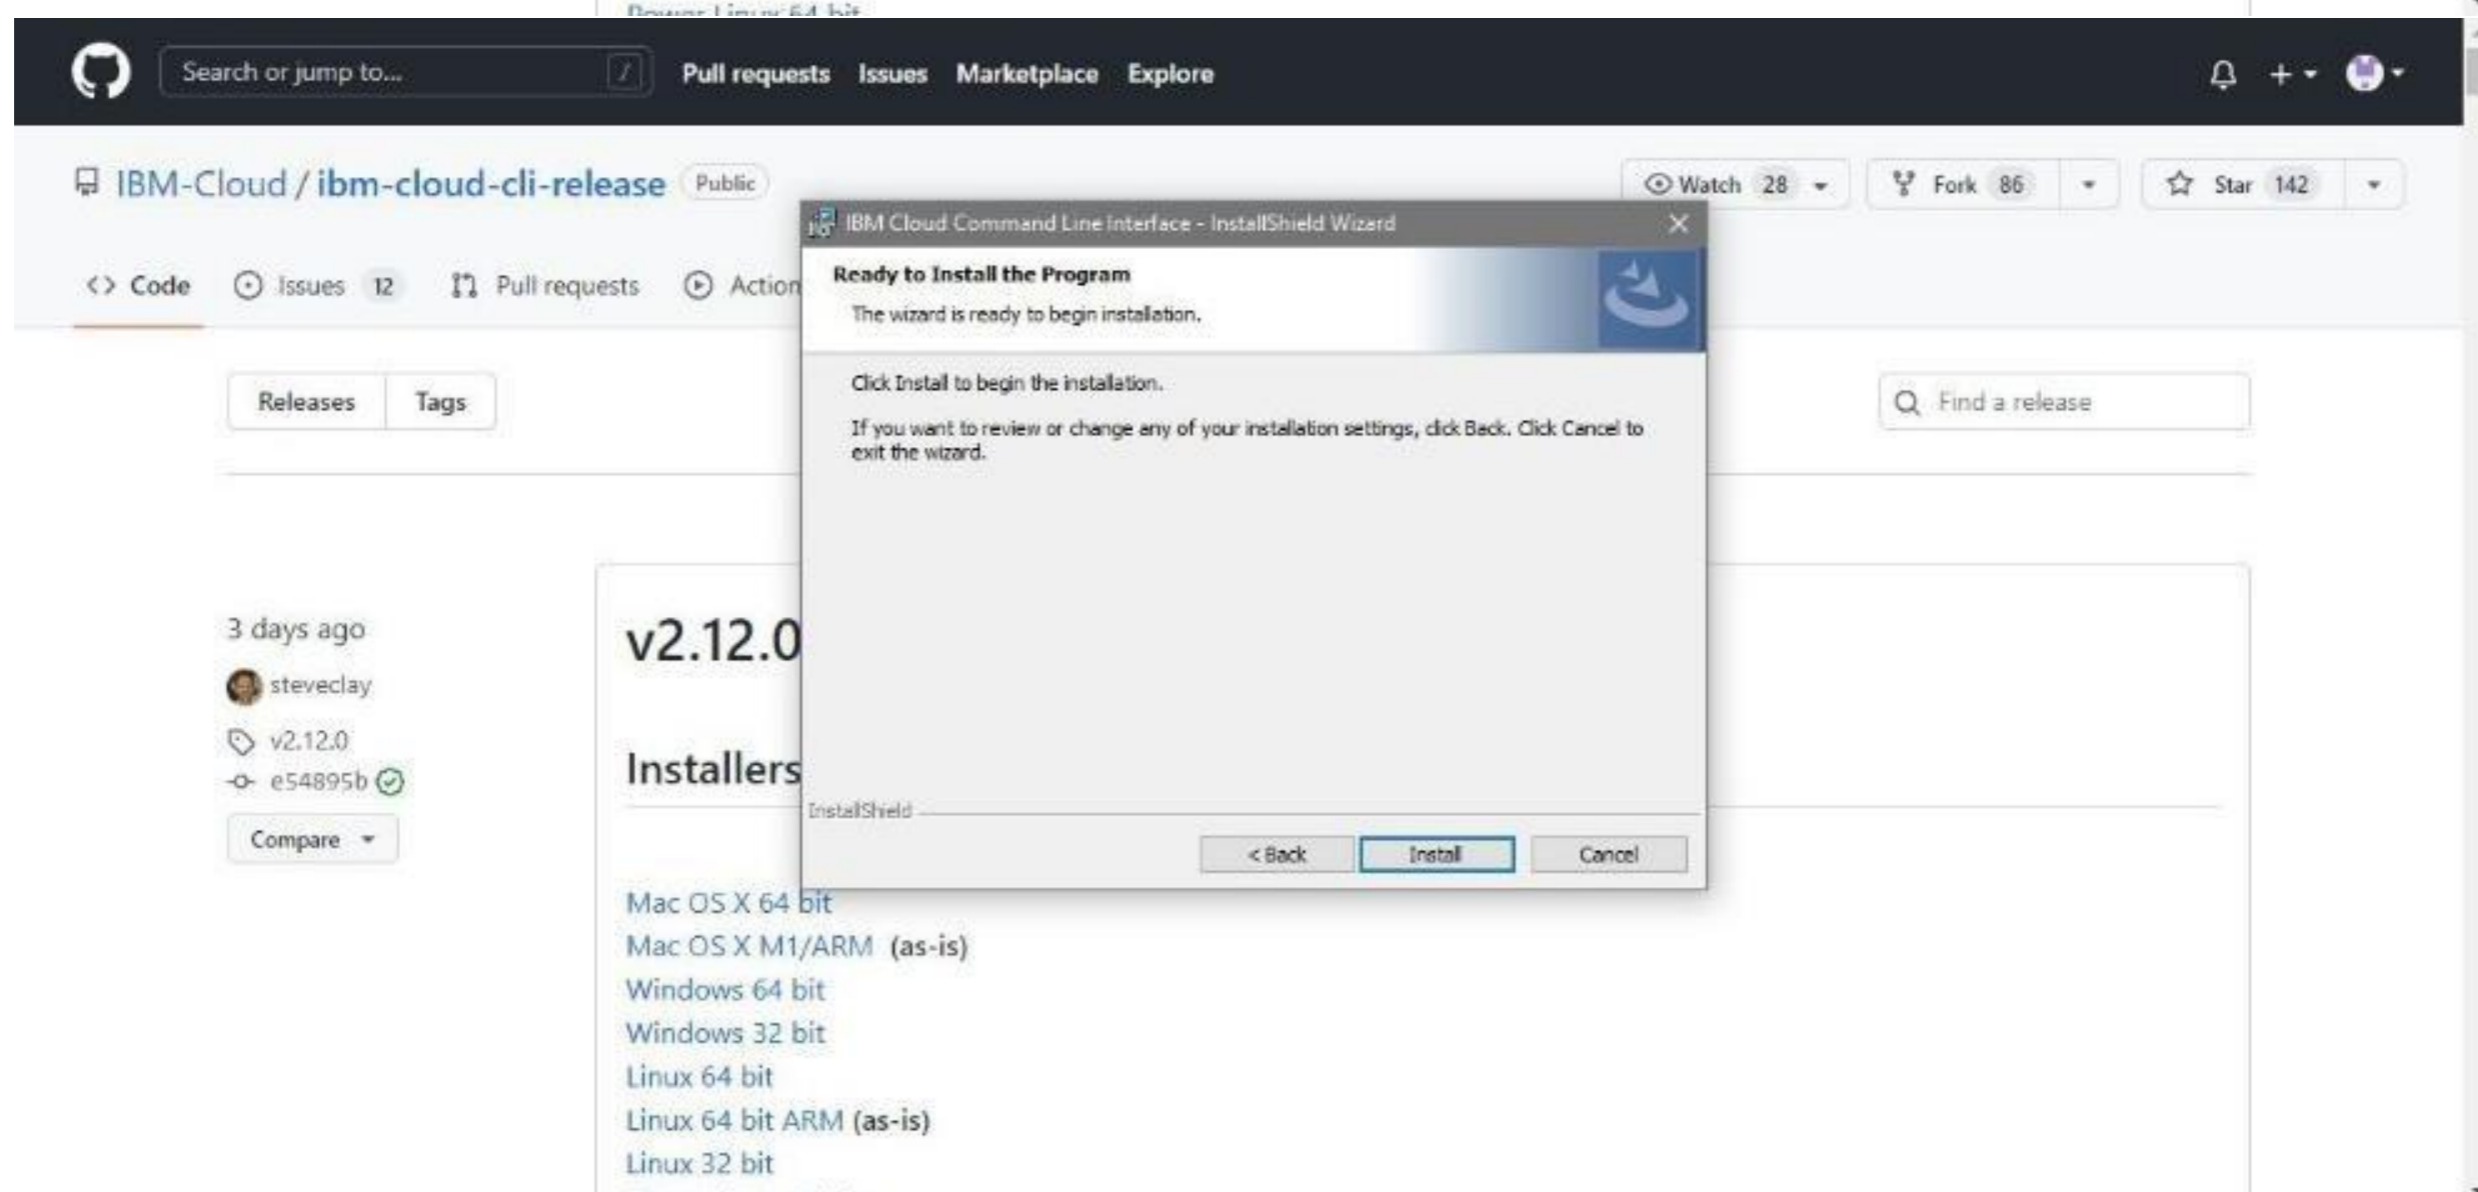 Power Linux 64 bit
Search or jump to... / Pull requests Issues Marketplace Explore
IBM-Cloud / ibm-cloud-cli-release Public
Watch 28 Fork 86 Star 142
<> Code Issues 12 Pull requests Action
IBM Cloud Command Line Interface - InstallShield Wizard
Ready to Install the Program
The wizard is ready to begin installation.
Click Install to begin the installation.
If you want to review or change any of your installation settings, click Back. Click Cancel to
exit the wizard.
InstallShield
< Back Install Cancel
Releases Tags
Find a release
3 days ago
steveclay
v2.12.0
e54895b
Compare
v2.12.0
Installers
Mac OS X 64 bit
Mac OS X M1/ARM (as-is)
Windows 64 bit
Windows 32 bit
Linux 64 bit
Linux 64 bit ARM (as-is)
Linux 32 bit